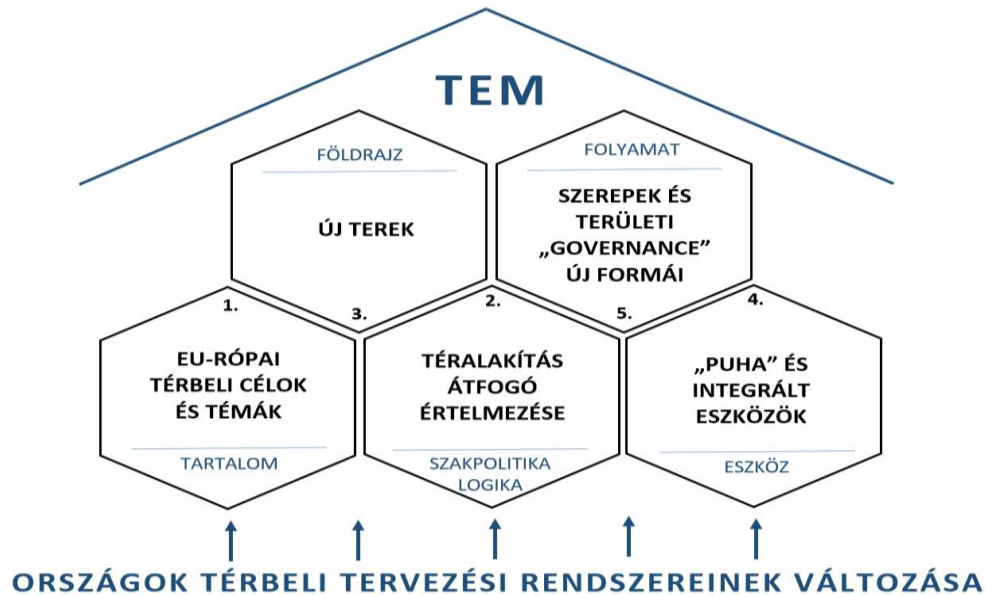 TEM
FÖLDRAJZ
ÚJ TEREK
3.
FOLYAMAT
SZEREPEK ÉS
TERÜLETI
„GOVERNANCE”
ÚJ FORMÁI
5.
1.
EU-RÓPAI
TÉRBELI CÉLOK
ÉS TÉMÁK
TARTALOM
2.
TÉRALAKÍTÁS
ÁTFOGÓ
ÉRTELMEZÉSE
SZAKPOLITIKA
LOGIKA
4.
„PUHA” ÉS
INTEGRÁLT
ESZKÖZÖK
ESZKÖZ
ORSZÁGOK TÉRBELI TERVEZÉSI RENDSZEREINEK VÁLTOZÁSA